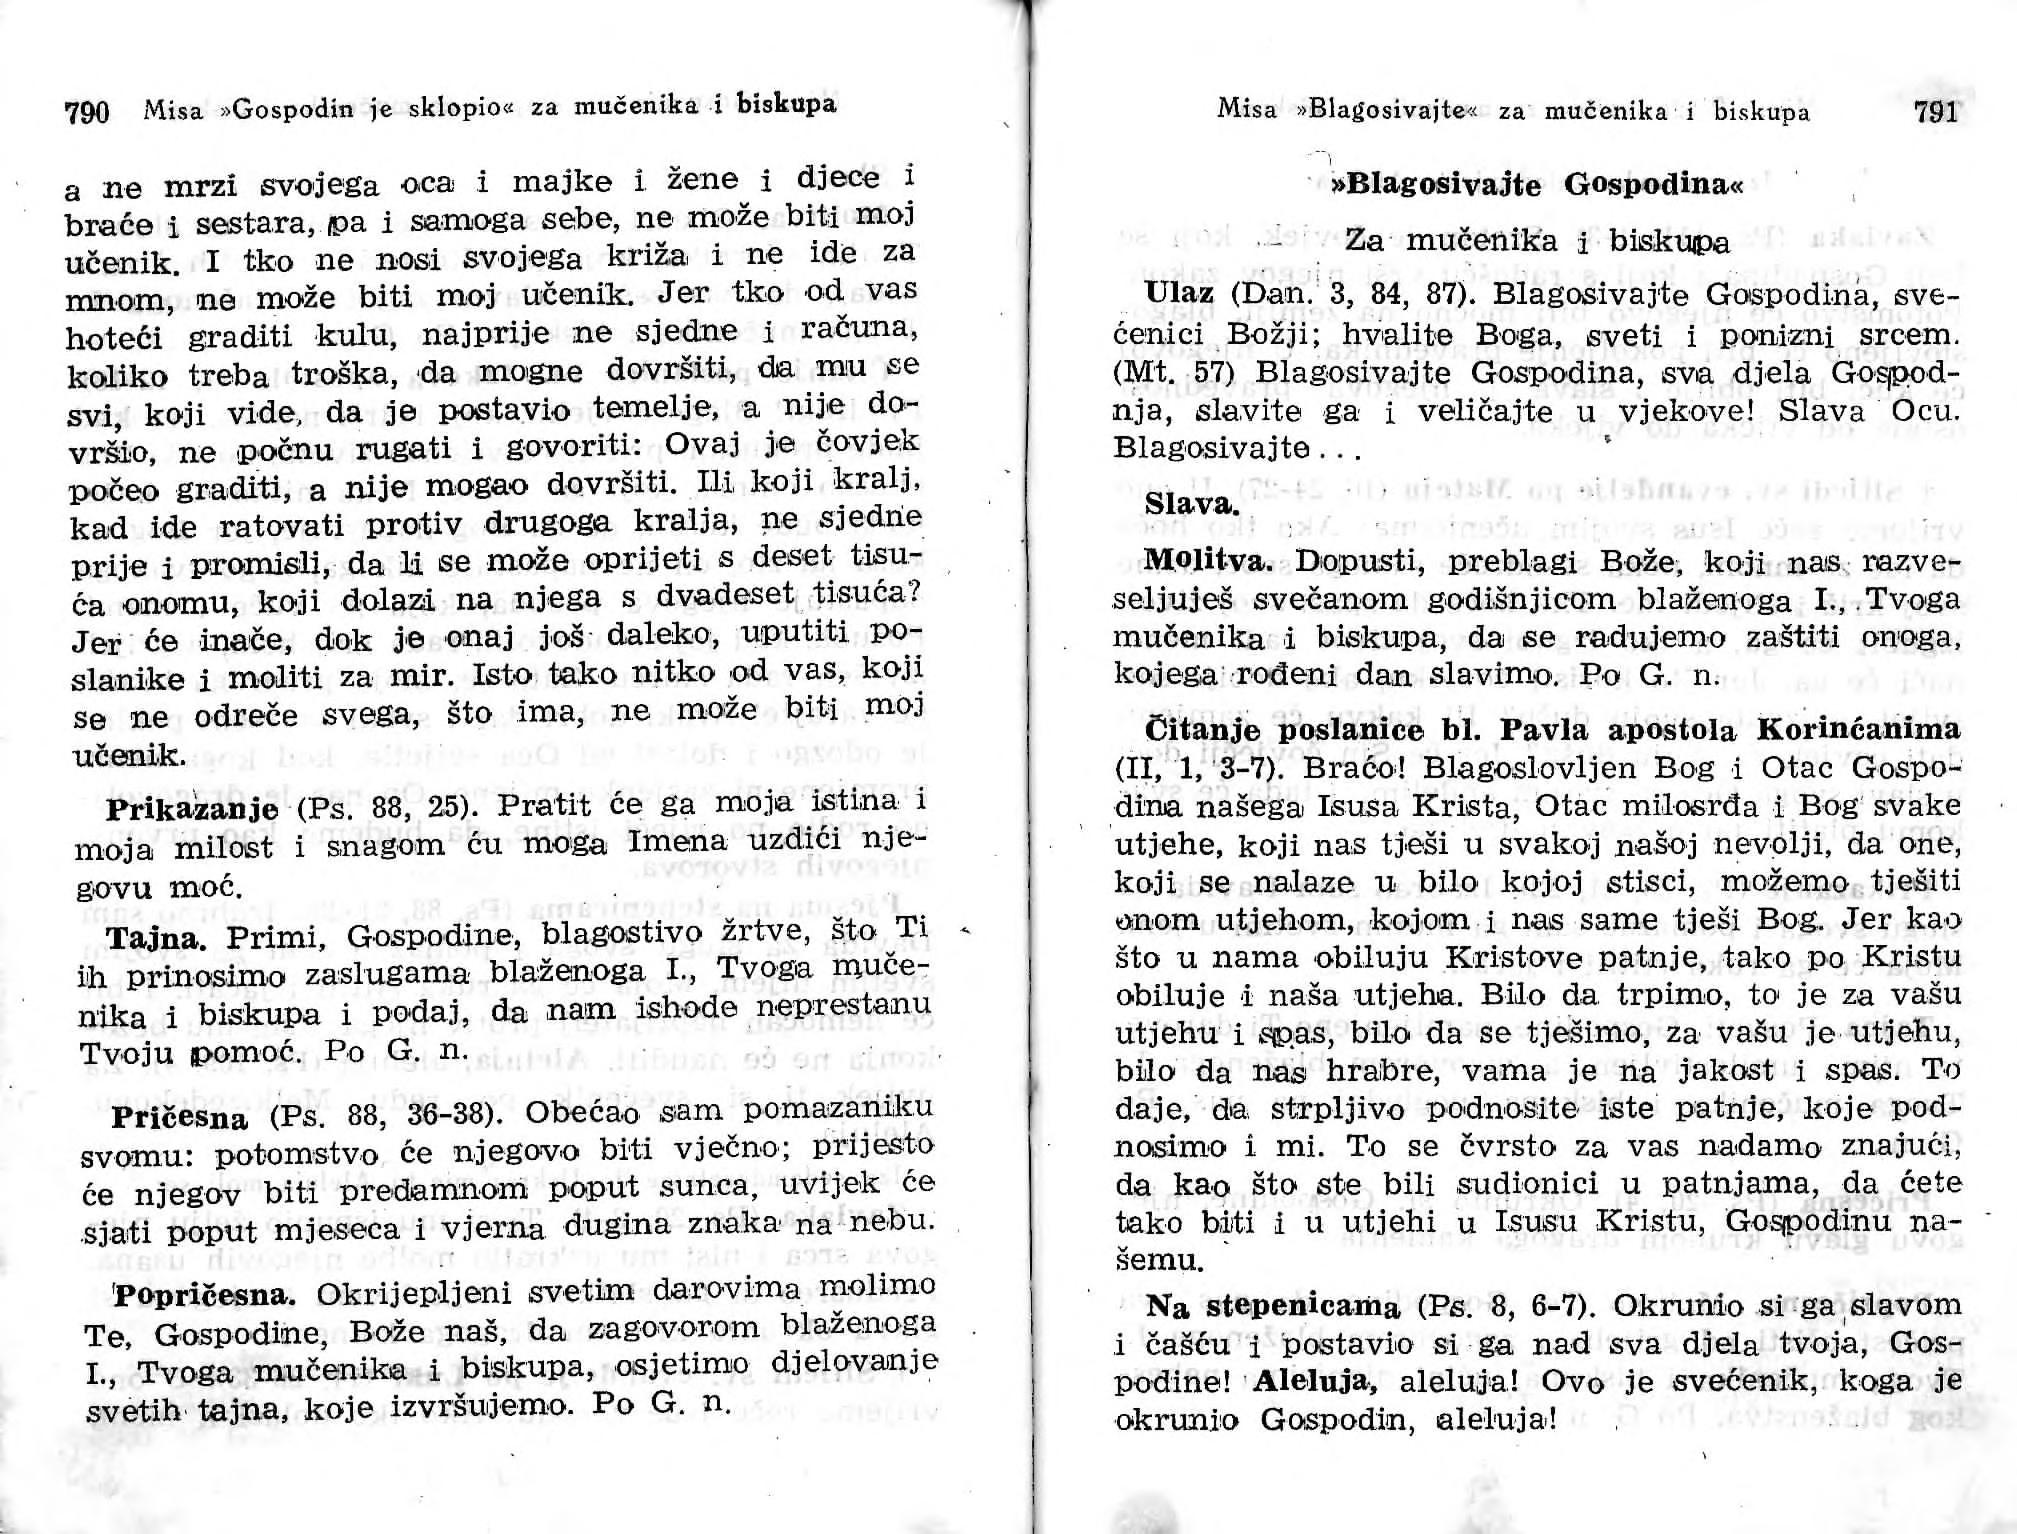 790 Misa »Gospodin je sklopio« za mučenika i biskupa
a ne mrzi svojega oca i majke i žene i djece i
braće i sestara, pa i samoga sebe, ne može biti moj
učenik. I tko ne nosi svojega križa i ne ide za
mnom, ne može biti moj učenik. Jer tko od vas
hoteći graditi kulu, najprije ne sjedne i računa,
koliko treba troška, da mogne dovršiti, da mu se
svi, koji vide, da je postavio temelje, a nije do-
vršio, ne počnu rugati i govoriti: Ovaj je čovjek
počeo graditi, a nije mogao dovršiti. Ili koji kralj,
kad ide ratovati protiv drugoga kralja, ne sjedne
prije i promisli, da li se može oprijeti s deset tisu-
ća onomu, koji dolazi na njega s dvadeset tisuća?
Jer će inače, dok je onaj još daleko, uputiti po-
slanike i moliti za mir. Isto tako nitko od vas, koji
se ne odreče svega, što ima, ne može biti moj
učenik.
Prikazanje (Ps. 88, 25). Pratit će ga moja istina i
moja milost i snagom ću moga Imena uzdići nje-
govu moć.
Tajna. Primi, Gospodine, blagostivo žrtve, što Ti
ih prinosimo zaslugama blaženoga I., Tvoga muče-
nika i biskupa i podaj, da nam ishode neprestanu
Tvoju pomoć. Po G. n.
Pričesna (Ps. 88, 36-38). Obećao sam pomazaniku
svomu: potomstvo će njegovo biti vječno; prijesto
će njegov biti predamnom poput sunca, uvijek će
sjati poput mjeseca i vjerna dugina znaka na nebu.
Popričesna. Okrijepljeni svetim darovima molimo
Te, Gospodine, Bože naš, da zagovorom blaženoga
I., Tvoga mučenika i biskupa, osjetimo djelovanje
svetih tajna, koje izvršujemo. Po G. n.
Misa »Blagosivajte« za mučenika i biskupa 791
»Blagosivajte Gospodina«
Za mučenika i biskupa
Ulaz (Dan. 3, 84, 87). Blagosivajte Gospodina, sve-
ćenici Božji; hvalite Boga, sveti i ponizni srcem.
(Mt. 57) Blagosivajte Gospodina, sva djela Gospod-
nja, slavite ga i veličajte u vjekove! Slava Ocu.
Blagosivajte...
Slava.
Molitva. Dopusti, preblagi Bože, koji nas razve-
seljuješ svečanom godišnjicom blaženoga I., Tvoga
mučenika i biskupa, da se radujemo zaštiti onoga,
kojega rođeni dan slavimo. Po G. n.
Čitanje poslanice bl. Pavla apostola Korinćanima
(II, 1, 3-7). Braćo! Blagoslovljen Bog i Otac Gospo-
dina našega Isusa Krista, Otac milosrđa i Bog svake
utjehe, koji nas tješi u svakoj našoj nevolji, da one,
koji se nalaze u bilo kojoj stisci, možemo tješiti
onom utjehom, kojom i nas same tješi Bog. Jer kao
što u nama obiluju Kristove patnje, tako po Kristu
obiluje i naša utjeha. Bilo da trpimo, to je za vašu
utjehu i spas, bilo da se tješimo, za vašu je utjehu,
bilo da nas hrabre, vama je na jakost i spas. To
daje, da strpljivo podnosite iste patnje, koje pod-
nosimo i mi. To se čvrsto za vas nadamo znajući,
da kao što ste bili sudionici u patnjama, da ćete
tako biti i u utjehi u Isusu Kristu, Gospodinu na-
šemu.
Na stepenicama (Ps. 8, 6-7). Okrunio si ga slavom
i čašću i postavio si ga nad sva djela tvoja, Gos-
podine! Aleluja, aleluja! Ovo je svećenik, koga je
okrunio Gospodin, aleluja!